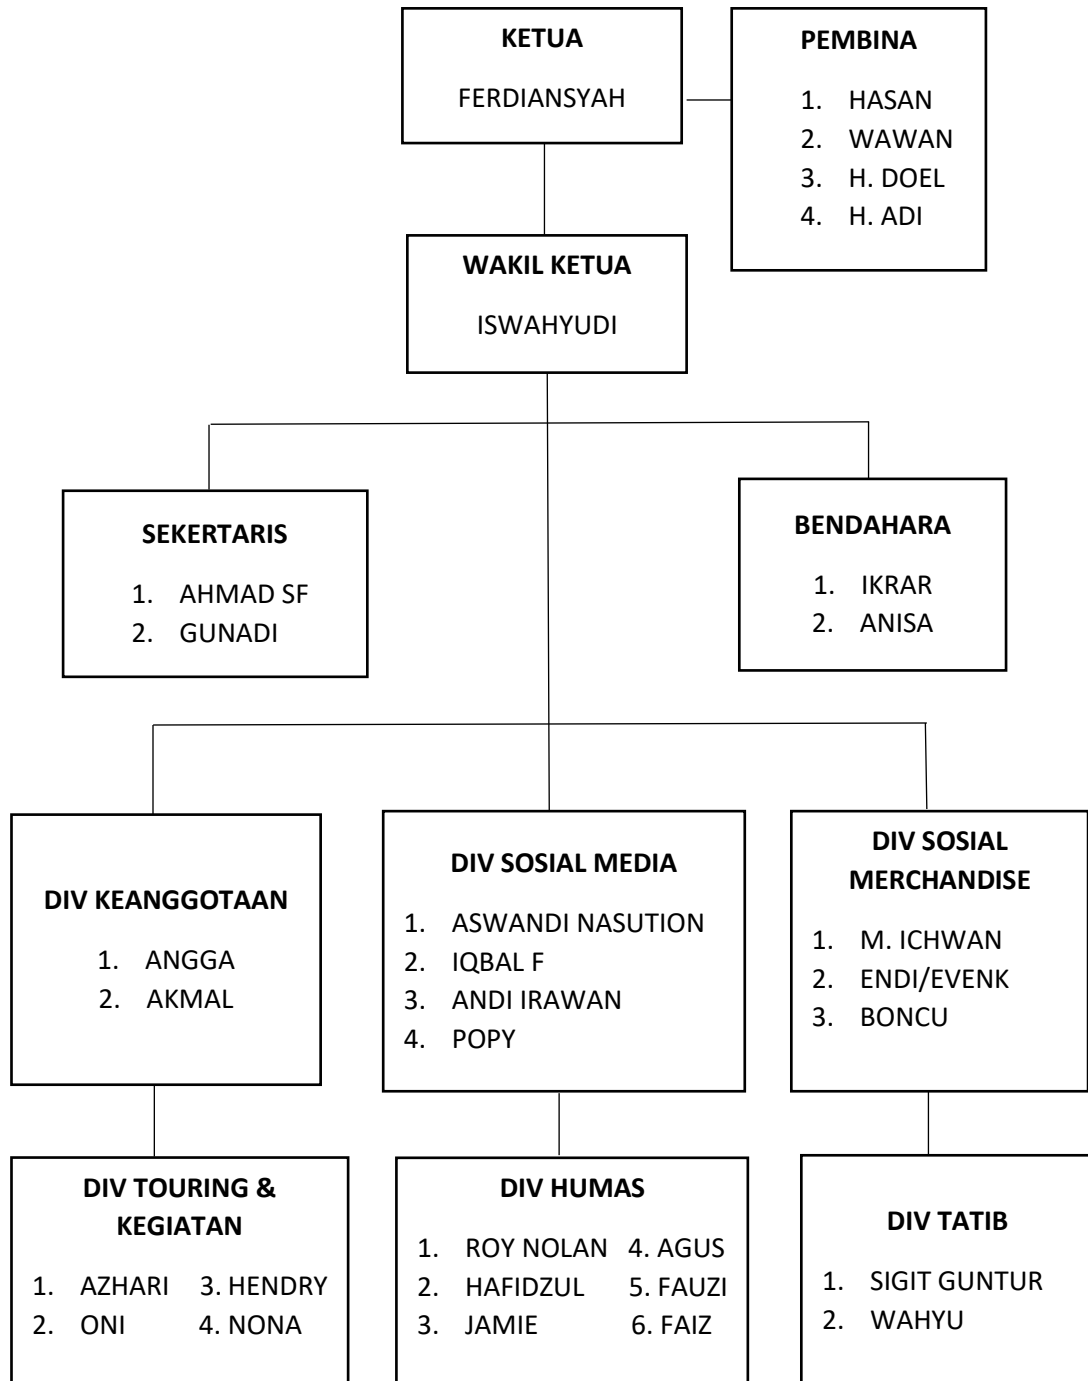 KETUA
FERDIANSYAH
PEMBINA
1. HASAN
2. WAWAN
3. H. DOEL
4. H. ADI
WAKIL KETUA
ISWAHYUDI
SEKERTARIS
1. AHMAD SF
2. GUNADI
BENDAHARA
1. IKRAR
2. ANISA
DIV KEANGGOTAAN
1. ANGGA
2. AKMAL
DIV SOSIAL MEDIA
1. ASWANDI NASUTION
2. IQBAL F
3. ANDI IRAWAN
4. POPY
DIV SOSIAL
MERCHANDISE
1. M. ICHWAN
2. ENDI/EVENK
3. BONCU
DIV TOURING &
KEGIATAN
1. AZHARI 3. HENDRY
2. ONI 4. NONA
DIV HUMAS
1. ROY NOLAN 4. AGUS
2. HAFIDZUL 5. FAUZI
3. JAMIE 6. FAIZ
DIV TATIB
1. SIGIT GUNTUR
2. WAHYU